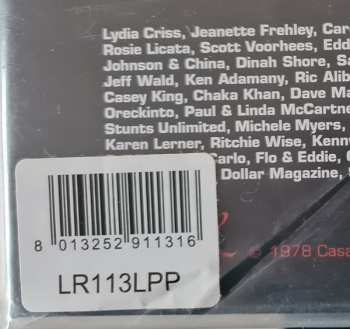 Lydia Criss, Jeanette Frehley, Car
Rosie Licata, Scott Voorhees, Edd
Johnson & China, Dinah Shore, Sa
Jeff Wald, Ken Adamany, Ric Alib
Casey King, Chaka Khan, Dave Ma
Oreckinto, Paul & Linda McCartne
Stunts Unlimited, Michele Myers,
Karen Lerner, Ritchie Wise, Kenn
Carlo, Flo & Eddie, C
Dollar Magazine,
© 1978 Casa
8 013252 911316
LR113LPP